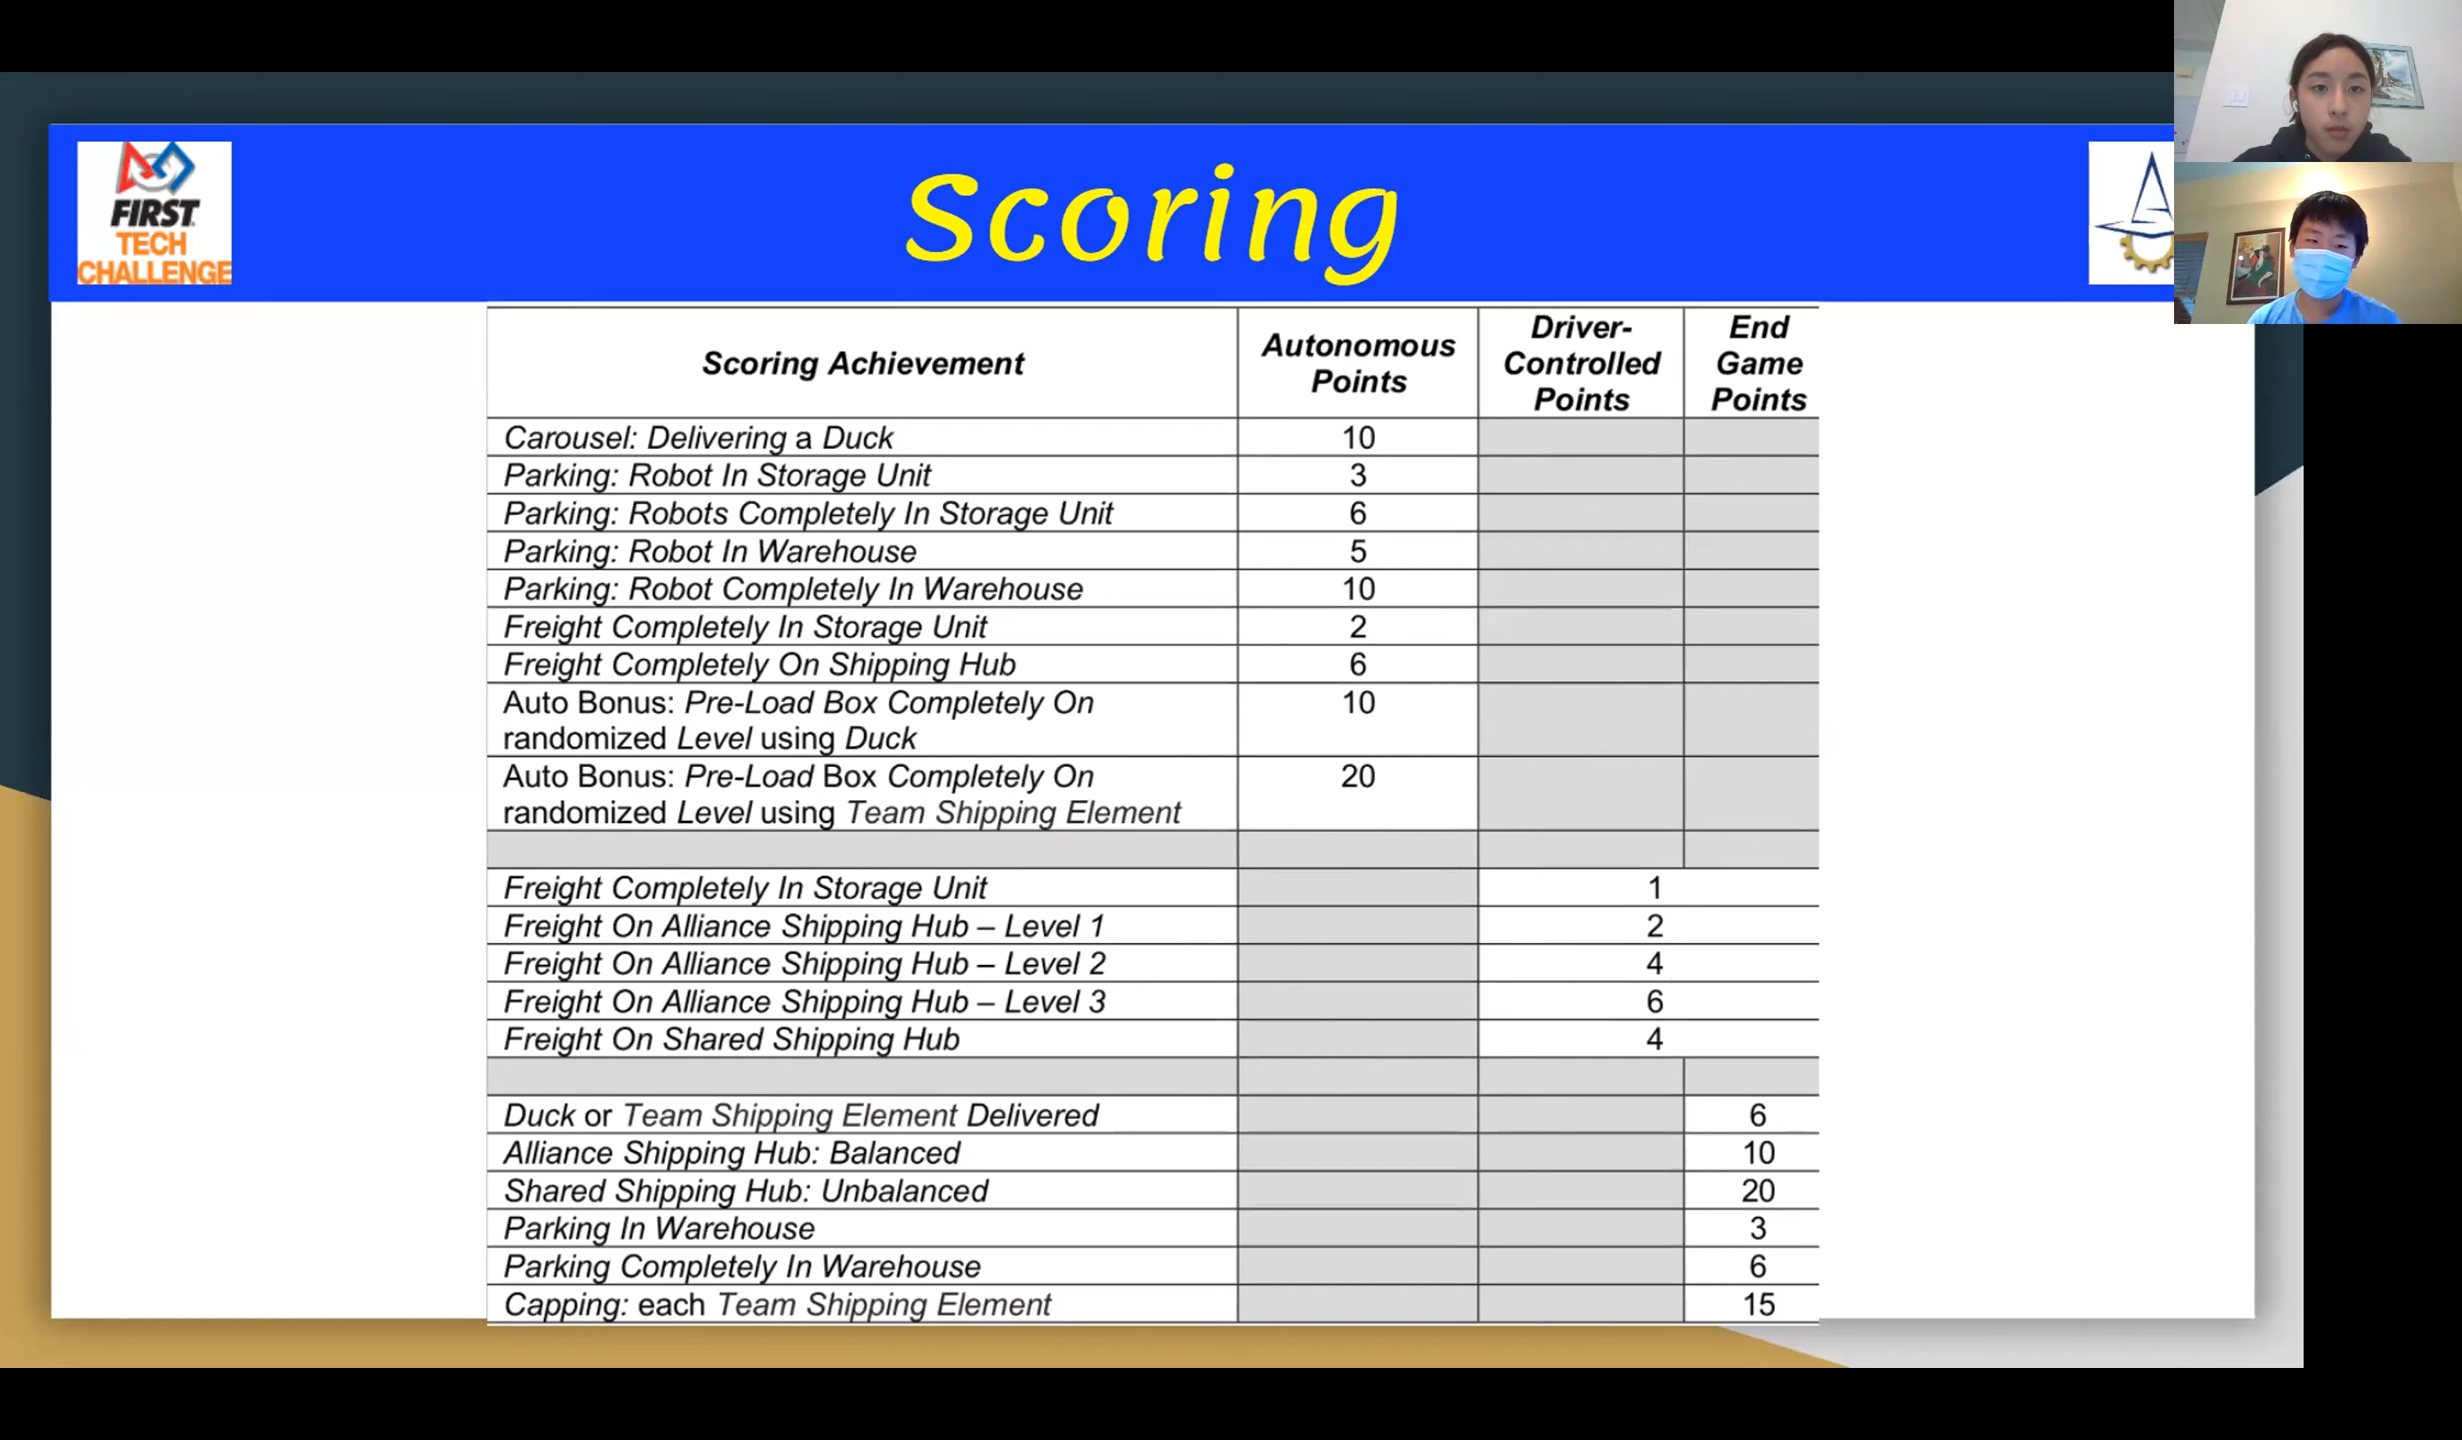 FIRST
TECH
CHALLENGE
Scoring
Scoring Achievement
Autonomous
Points
Driver-
Controlled
Points
End
Game
Points
Carousel: Delivering a Duck 10
Parking: Robot In Storage Unit 3
Parking: Robots Completely In Storage Unit 6
Parking: Robot In Warehouse 5
Parking: Robot Completely In Warehouse 10
Freight Completely In Storage Unit 2
Freight Completely On Shipping Hub 6
Auto Bonus: Pre-Load Box Completely On 10
randomized Level using Duck
Auto Bonus: Pre-Load Box Completely On 20
randomized Level using Team Shipping Element
Freight Completely In Storage Unit 1
Freight On Alliance Shipping Hub – Level 1 2
Freight On Alliance Shipping Hub – Level 2 4
Freight On Alliance Shipping Hub – Level 3 6
Freight On Shared Shipping Hub 4
Duck or Team Shipping Element Delivered 6
Alliance Shipping Hub: Balanced 10
Shared Shipping Hub: Unbalanced 20
Parking In Warehouse 3
Parking Completely In Warehouse 6
Capping: each Team Shipping Element 15